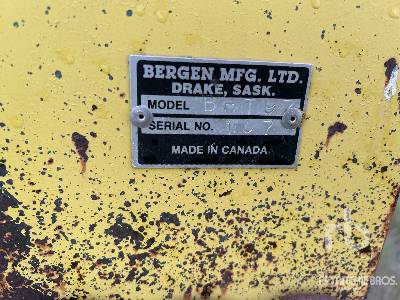 BERGEN MFG. LTD.
DRAKE, SASK.
MODEL
SERIAL NO.
MADE IN CANADA